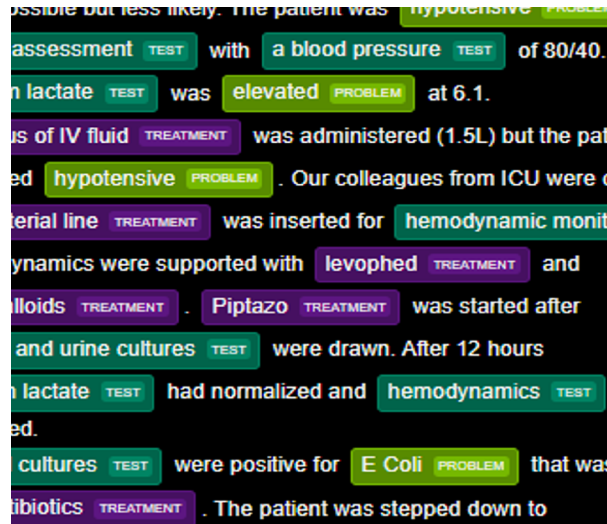 ossible but less likely. The patient was hypotensive PROBLEM
assessment TEST with a blood pressure TEST of 80/40.
lactate TEST was elevated PROBLEM at 6.1.
us of IV fluid TREATMENT was administered (1.5L) but the pat
ed hypotensive PROBLEM . Our colleagues from ICU were
terial line TREATMENT was inserted for hemodynamic monit
ynamics were supported with levophed TREATMENT and
lloids TREATMENT . Piptazo TREATMENT was started after
and urine cultures TEST were drawn. After 12 hours
lactate TEST had normalized and hemodynamics TEST
ed.
cultures TEST were positive for E Coli PROBLEM that was
tibiotics TREATMENT . The patient was stepped down to